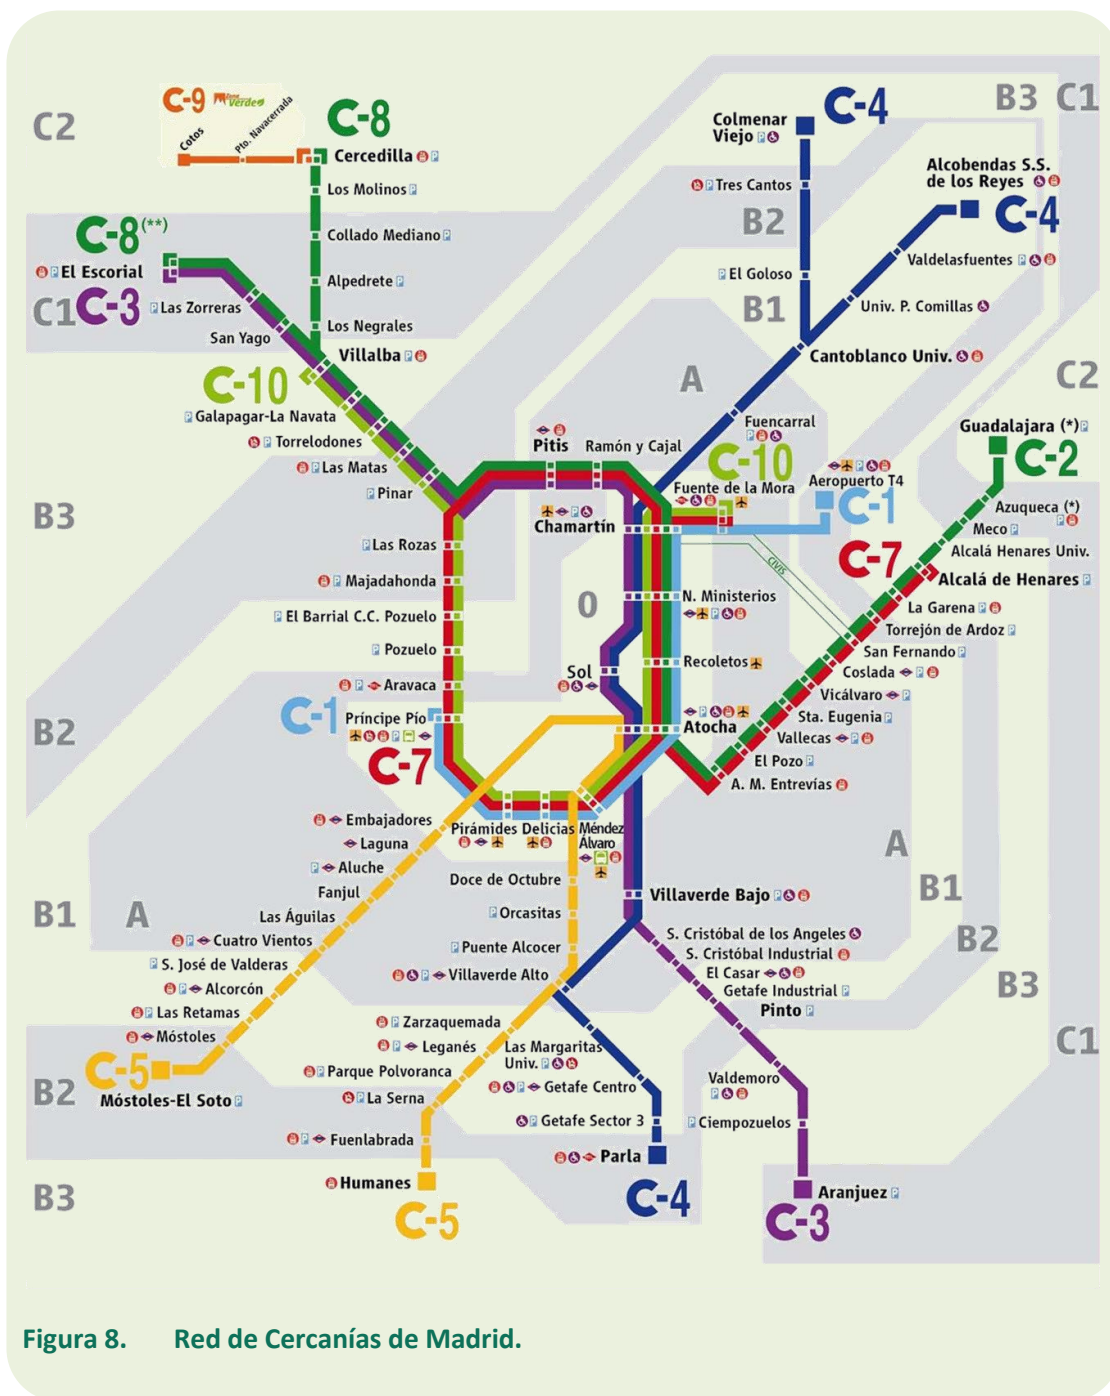 B3
C1
C2
C-9
Zona
verde
C-8
C-4
Cotos
Pto. Navacerrada
Cercedilla
Colmenar
Viejo
Alcobendas S.S.
de los Reyes
Los Molinos
Tres Cantos
C-4
C-8(**)
Collado Mediano
B2
Valdelasfuentes
El Escorial
Alpedrete
El Goloso
C1
C-3
Las Zorreras
Los Negrales
B1
Univ. P. Comillas
San Yago
Villalba
Cantoblanco Univ.
C-10
A
C2
Galapagar-La Navata
Fuencarral
Guadalajara (*)
Torrelodones
Pitis
Ramón y Cajal
C-10
C-2
Las Matas
Fuente de la Mora
Aeropuerto T4
Pinar
C-1
Azuqueca (*)
B3
Chamartín
Meco
Las Rozas
Alcalá Henares Univ.
C-7
CIVIS
Majadahonda
Alcalá de Henares
0
N. Ministerios
La Garena
El Barrial C.C. Pozuelo
Torrejón de Ardoz
Pozuelo
San Fernando
Sol
Recoletos
Coslada
Aravaca
Vicálvaro
C-1
Príncipe Pío
Atocha
Sta. Eugenia
B2
Vallecas
C-7
El Pozo
A. M. Entrevías
Embajadores
Pirámides
Delicias
Méndez
Álvaro
Laguna
A
Aluche
Doce de Octubre
Fanjul
Villaverde Bajo
B1
B1
A
Las Águilas
Orcasitas
Cuatro Vientos
Puente Alcocer
S. Cristóbal de los Angeles
B2
S. José de Valderas
S. Cristóbal Industrial
Villaverde Alto
El Casar
Alcorcón
Getafe Industrial
B3
Las Retamas
Zarzaquemada
Pinto
Móstoles
Leganés
Las Margaritas
Univ.
C1
C-5
Parque Polvoranca
Valdemoro
B2
Móstoles-El Soto
La Serna
Getafe Centro
Getafe Sector 3
Ciempozuelos
Fuenlabrada
Parla
B3
Humanes
C-4
Aranjuez
C-5
C-3
Figura 8. Red de Cercanías de Madrid.